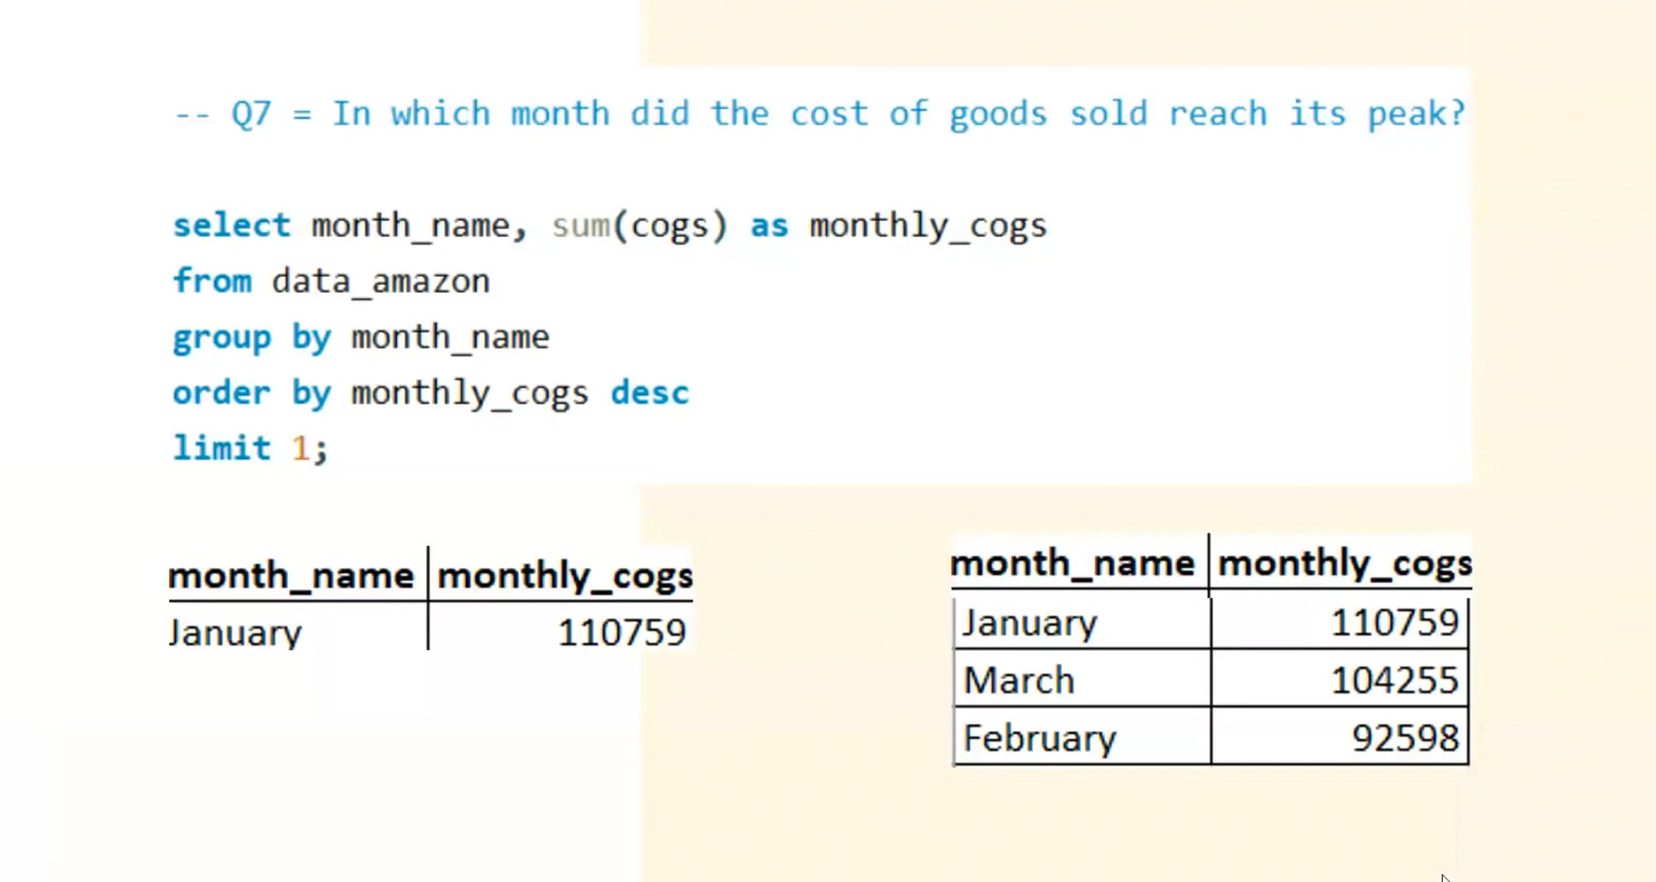 -- Q7 = In which month did the cost of goods sold reach its peak?
select month_name, sum(cogs) as monthly_cogs
from data_amazon
group by month_name
order by monthly_cogs desc
limit 1;
month_name monthly_cogs
January 110759
month_name monthly_cogs
January 110759
March 104255
February 92598